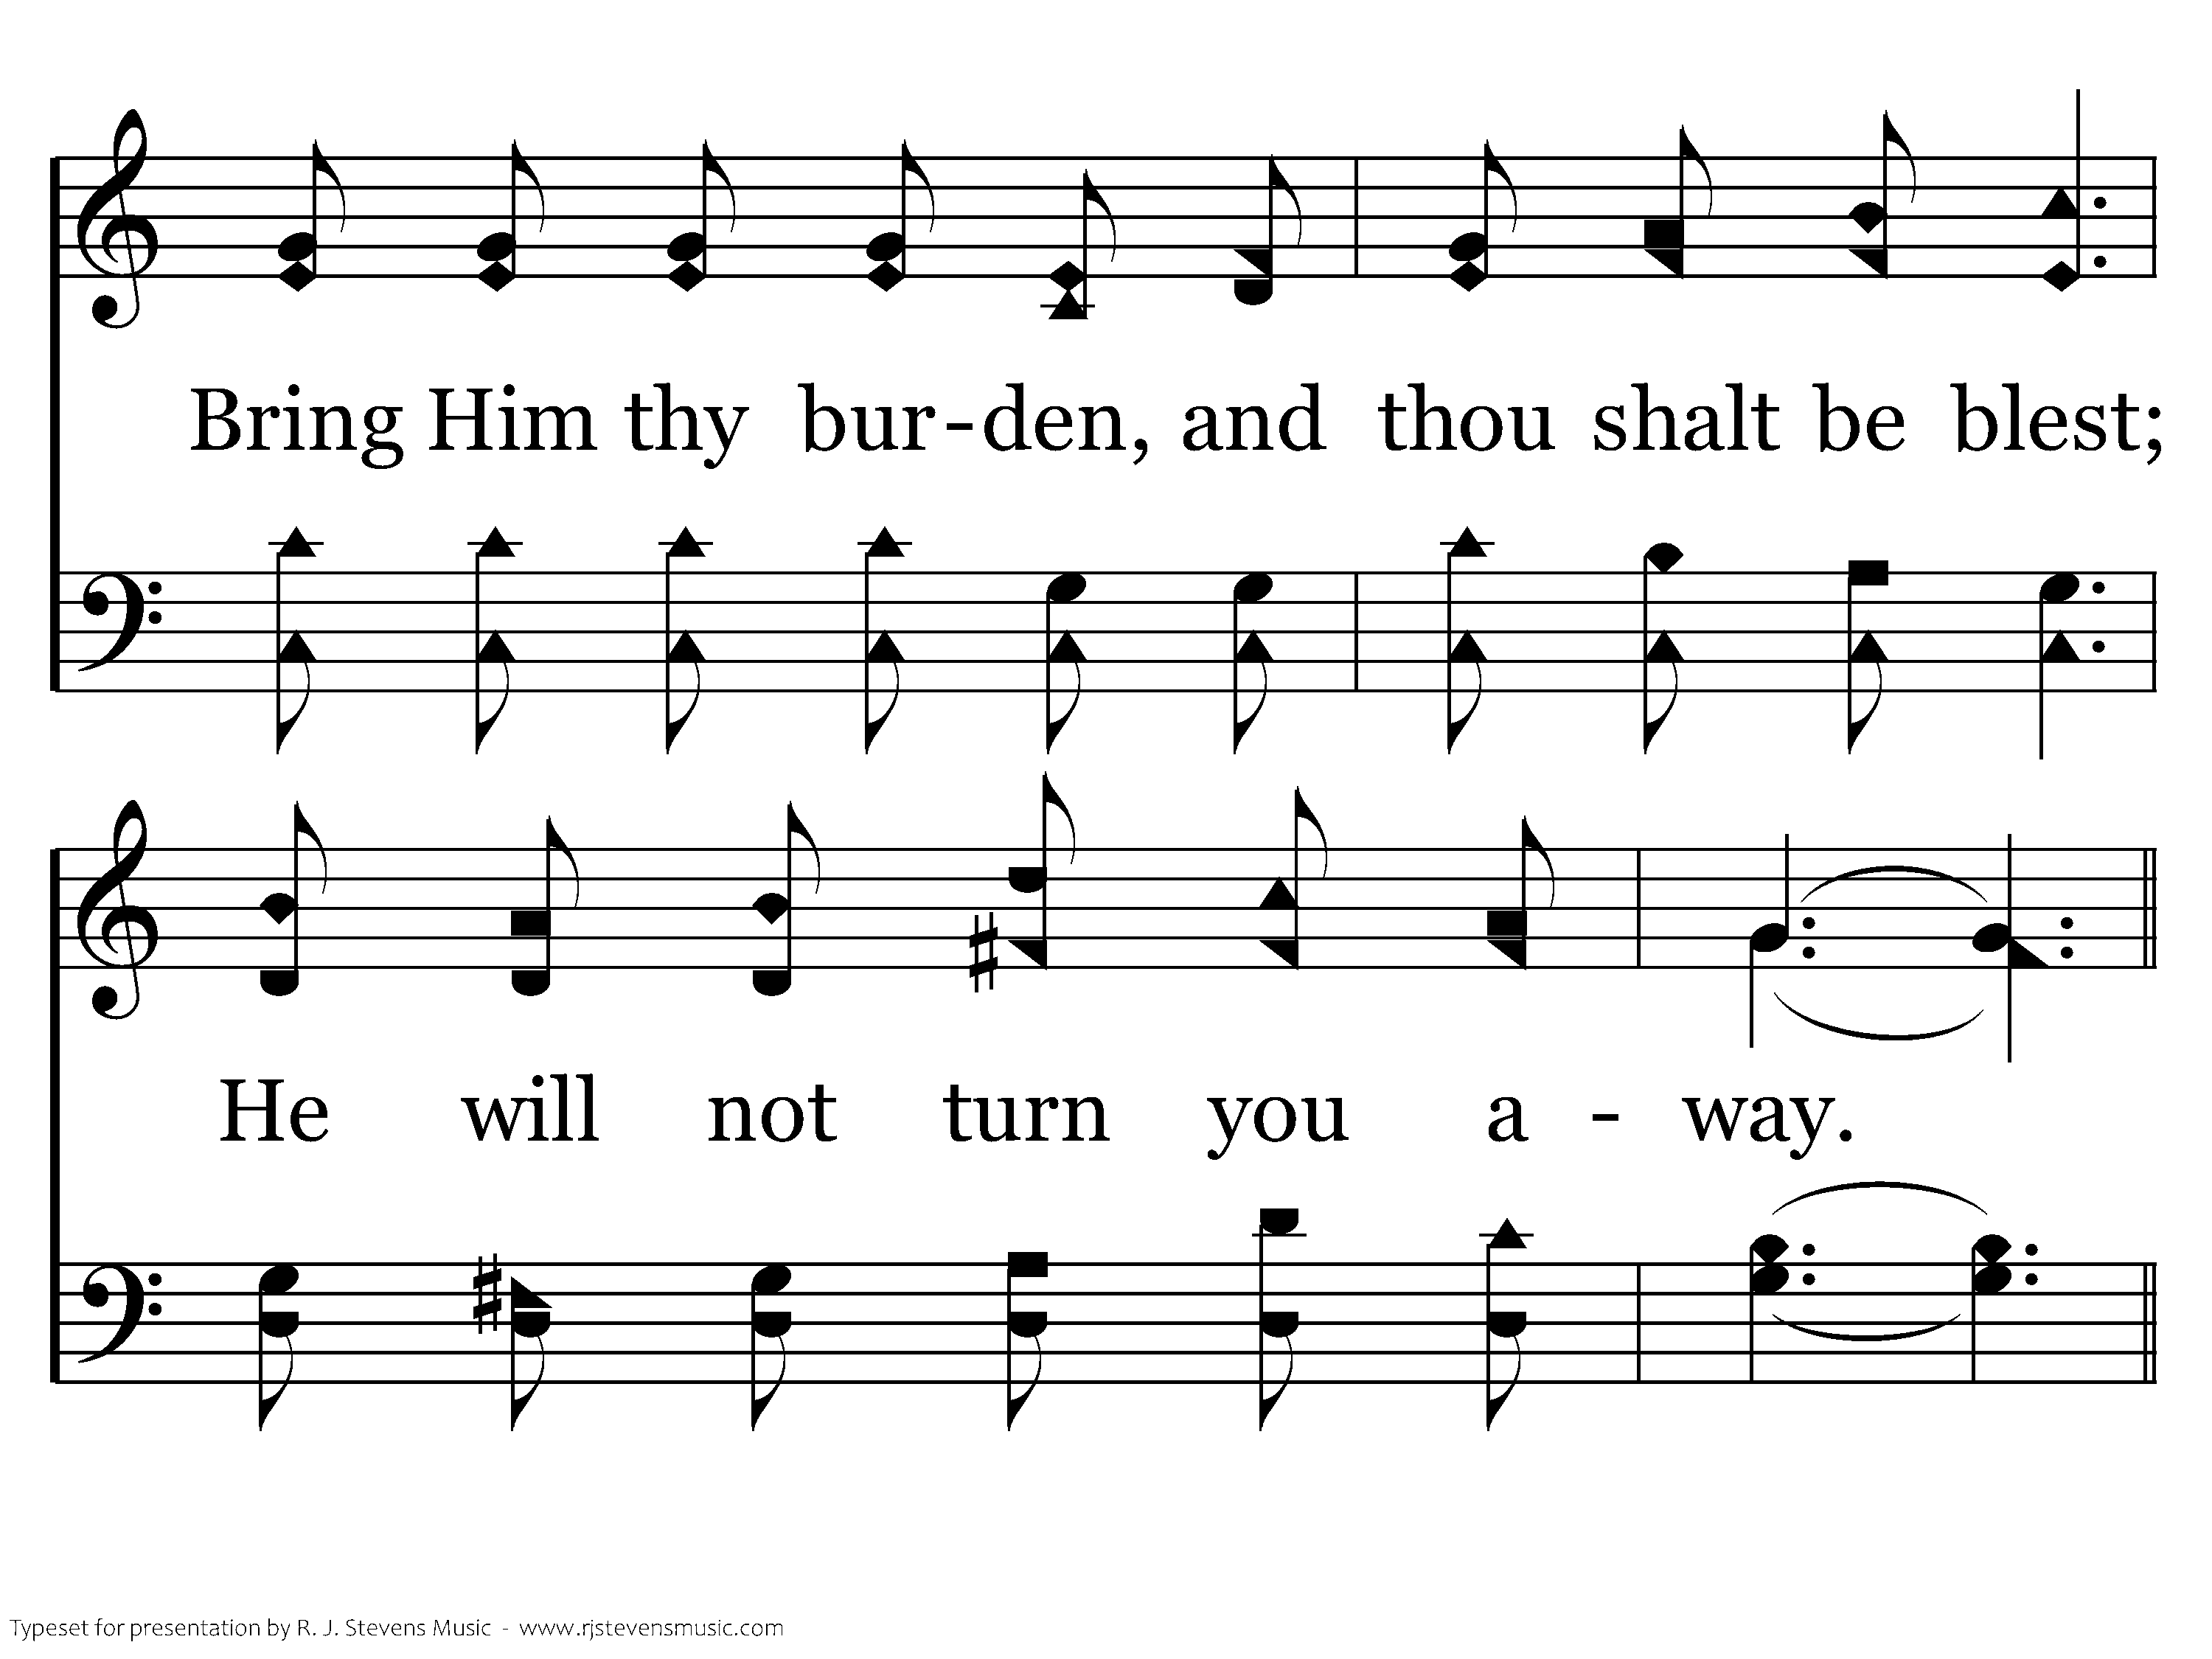 Bring Him thy bur-den, and thou shalt be blest;
He will not turn you a - way.
Typeset for presentation by R. J. Stevens Music - www.rjstevensmusic.com